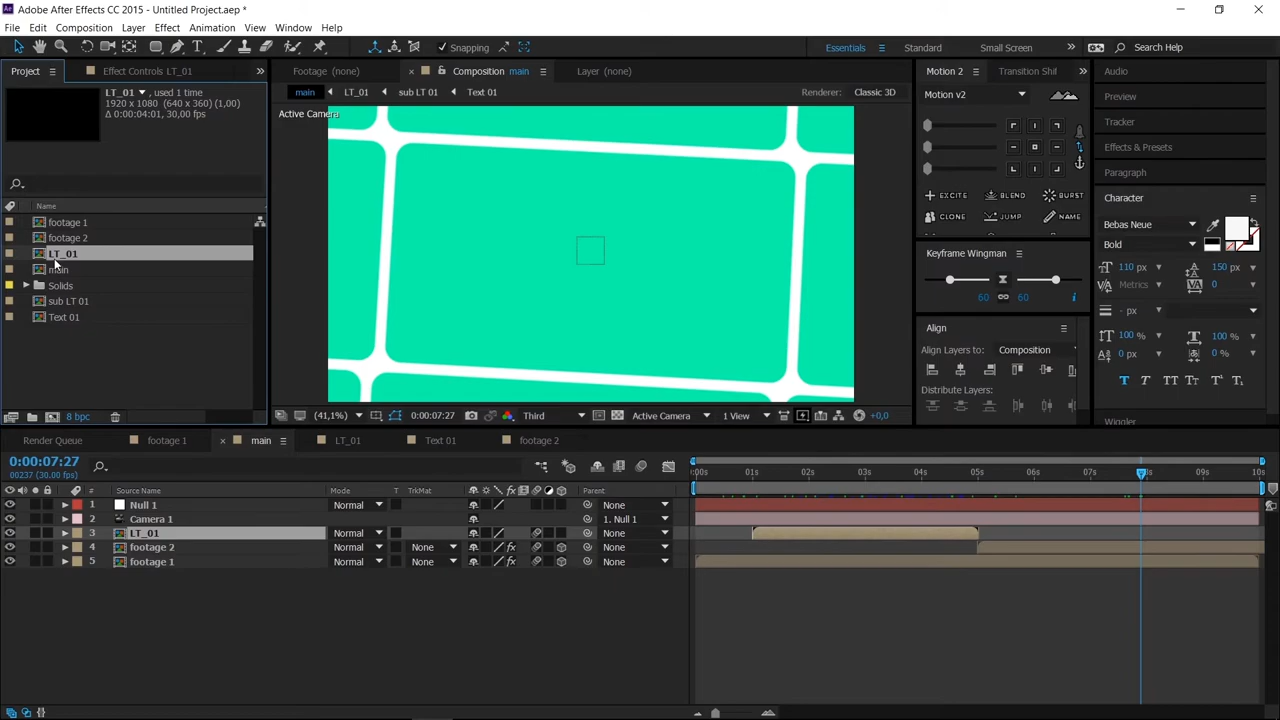 Adobe After Effects CC 2015 - Untitled Project.aep *
File Edit Composition Layer Effect Animation View Window Help
Snapping
Essentials Standard Small Screen Search Help
Project Effect Controls LT_01
Footage (none) Composition main Layer (none)
Motion 2 Transition Shif
Audio
LT_01 , used 1 time
1920 x 1080 (640 x 360) (1,00)
Δ 0:00:04:01, 30,00 fps
main LT_01 sub LT 01 Text 01 Renderer: Classic 3D
Motion v2
Preview
Tracker
Effects & Presets
Paragraph
Active Camera
Character
EXCITE BLEND BURST
CLONE JUMP NAME
Name
footage 1
footage 2
LT_01
main
Solids
sub LT 01
Text 01
Bebas Neue
Bold
Keyframe Wingman
60 60
110 px 150 px
Metrics 0
- px
Align
Align Layers to: Composition
Distribute Layers:
100 % 100 %
0 px 0 %
Wiggler
8 bpc
(41,1%) 0:00:07:27 Third Active Camera 1 View +0,0
Render Queue footage 1 main LT_01 Text 01 footage 2
0:00:07:27
00237 (30.00 fps)
:00s 01s 02s 03s 04s 05s 06s 07s 8s 09s 10s
# Source Name Mode T TrkMat Parent
1 Null 1 Normal None
2 Camera 1 1. Null 1
3 LT_01 Normal None
4 footage 2 Normal None None
5 footage 1 Normal None None